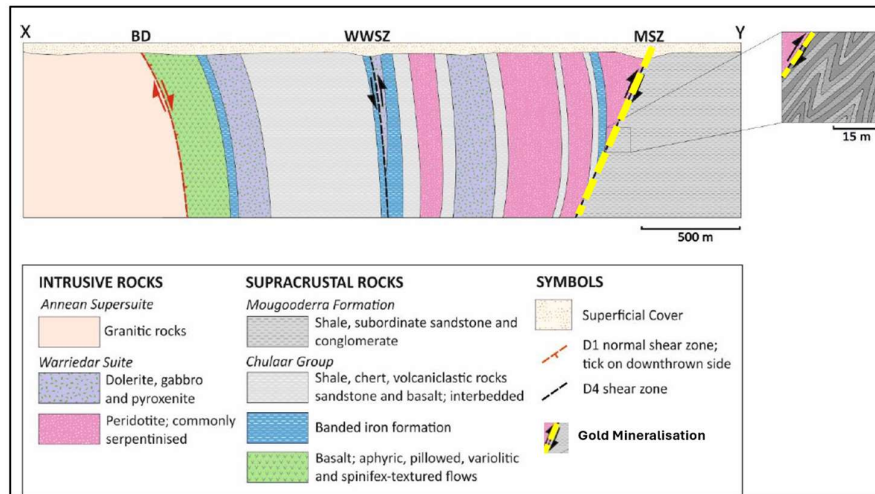 X
BD
WWSZ
MSZ
Y
15 m
500 m
INTRUSIVE ROCKS
Annean Supersuite
Granitic rocks
Warriedar Suite
Dolerite, gabbro
and pyroxenite
Peridotite; commonly
serpentinised
SUPRACRUSTAL ROCKS
Mougooderra Formation
Shale, subordinate sandstone and
conglomerate
Chulaar Group
Shale, chert, volcaniclastic rocks
sandstone and basalt; interbedded
Banded iron formation
Basalt; aphyric, pillowed, variolitic
and spinifex-textured flows
SYMBOLS
Superficial Cover
D1 normal shear zone;
tick on downthrown side
D4 shear zone
Gold Mineralisation